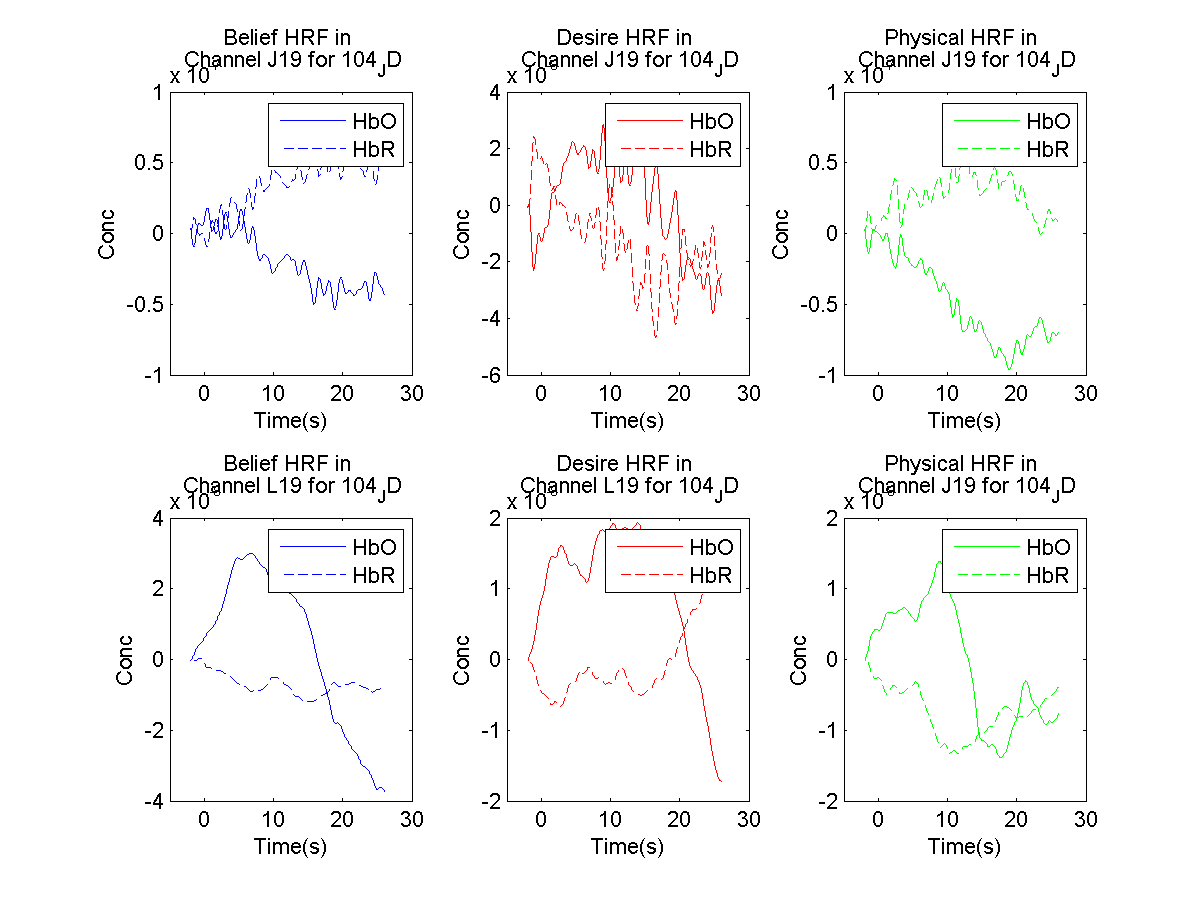 Belief HRF in
Channel J19 for 104JD
x 10
1
0.5
0
-0.5
-1
Conc
HbO
HbR
0
10
20
30
Time(s)
Desire HRF in
Channel J19 for 104JD
x 10
4
2
0
-2
-4
-6
Conc
HbO
HbR
0
10
20
30
Time(s)
Physical HRF in
Channel J19 for 104JD
x 10
1
0.5
0
-0.5
-1
Conc
HbO
HbR
0
10
20
30
Time(s)
Belief HRF in
Channel L19 for 104JD
x 10
4
2
0
-2
-4
Conc
HbO
HbR
0
10
20
30
Time(s)
Desire HRF in
Channel L19 for 104JD
x 10
2
1
0
-1
-2
Conc
HbO
HbR
0
10
20
30
Time(s)
Physical HRF in
Channel J19 for 104JD
x 10
2
1
0
-1
-2
Conc
HbO
HbR
0
10
20
30
Time(s)